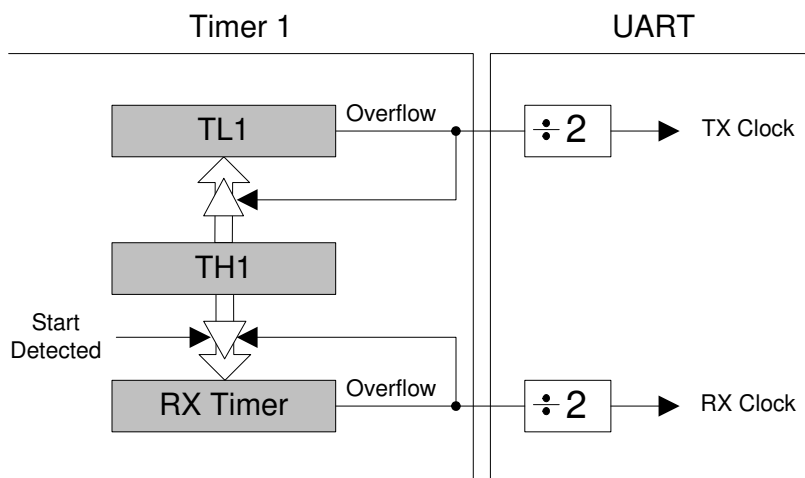 Timer 1
UART
TL1
Overflow
÷2
TX Clock
TH1
Start
Detected
RX Timer
Overflow
÷2
RX Clock